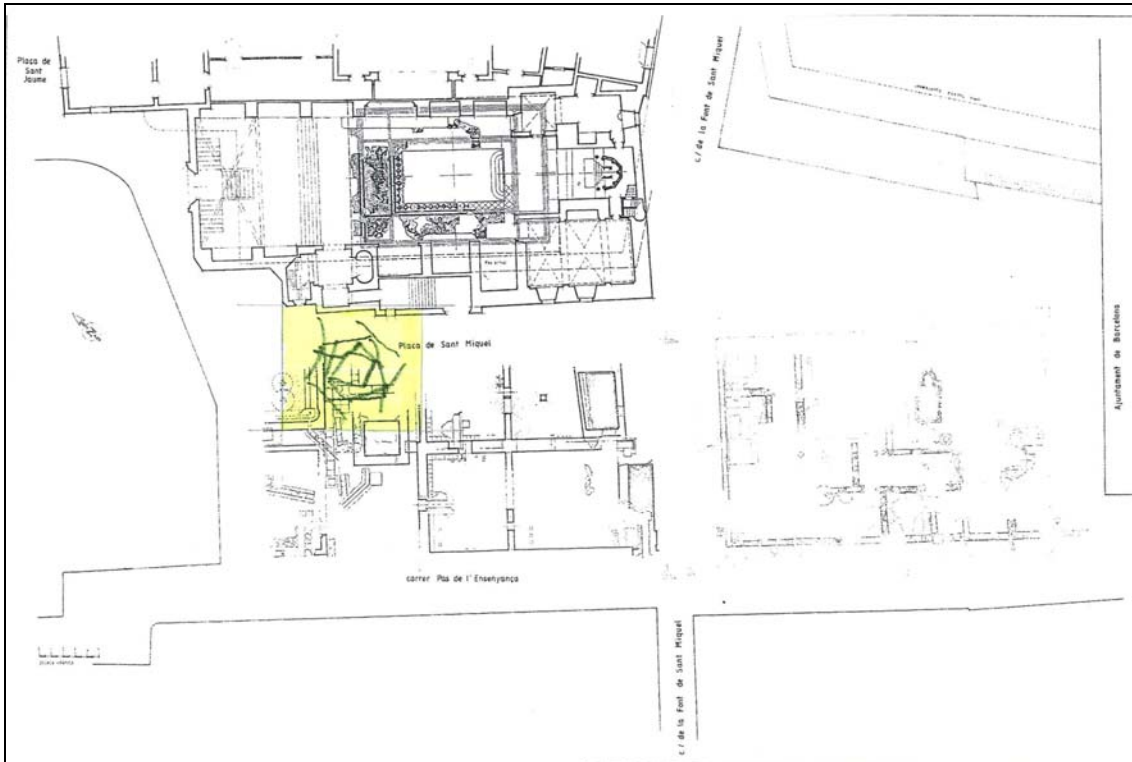 Plaça de
Sant
Jaume
c/ de la Font de Sant Miquel
Plaça de Sant Miquel
Ajuntament de Barcelona
correr Pas de l'Ensenyança
c/ de la Font de Sant Miquel